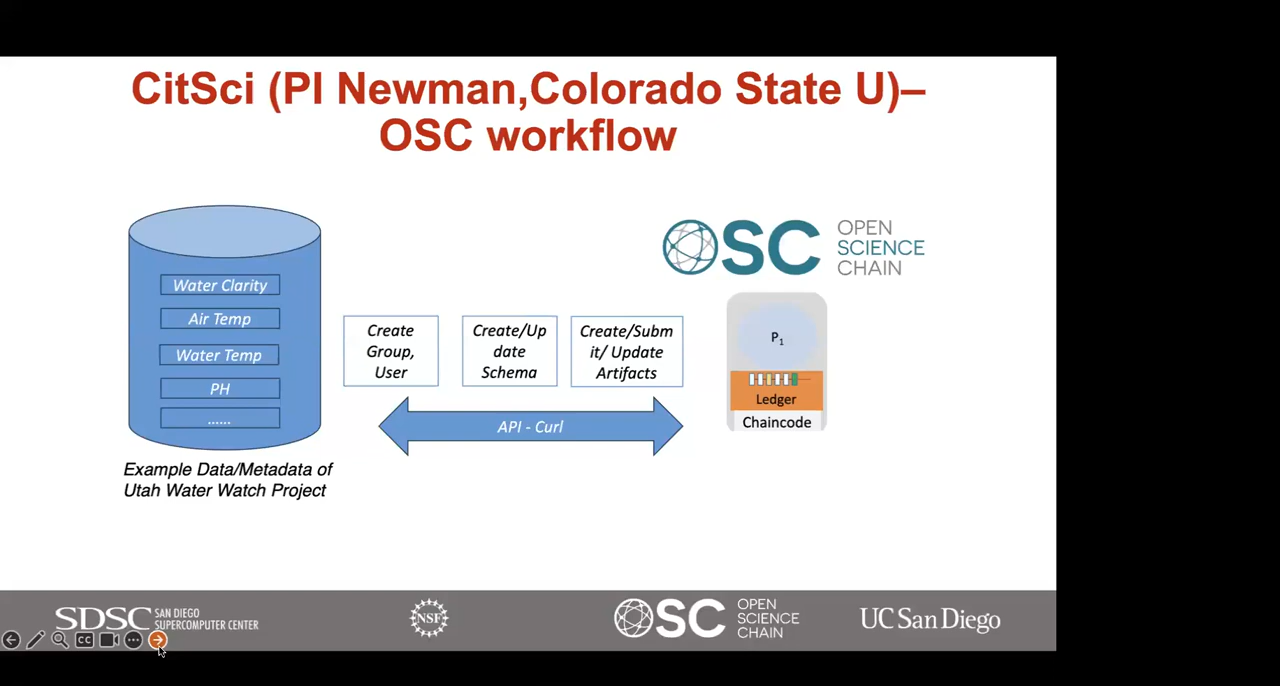 CitSci (PI Newman,Colorado State U)–
OSC workflow
Water Clarity
Air Temp
Water Temp
PH
......
Example Data/Metadata of
Utah Water Watch Project
Create
Group,
User
Create/Up
date
Schema
Create/Subm
it/ Update
Artifacts
API - Curl
OSC
OPEN
SCIENCE
CHAIN
P1
Ledger
Chaincode
SDSC
SAN DIEGO
SUPERCOMPUTER CENTER
NSF
OSC
OPEN
SCIENCE
CHAIN
UC San Diego
CC